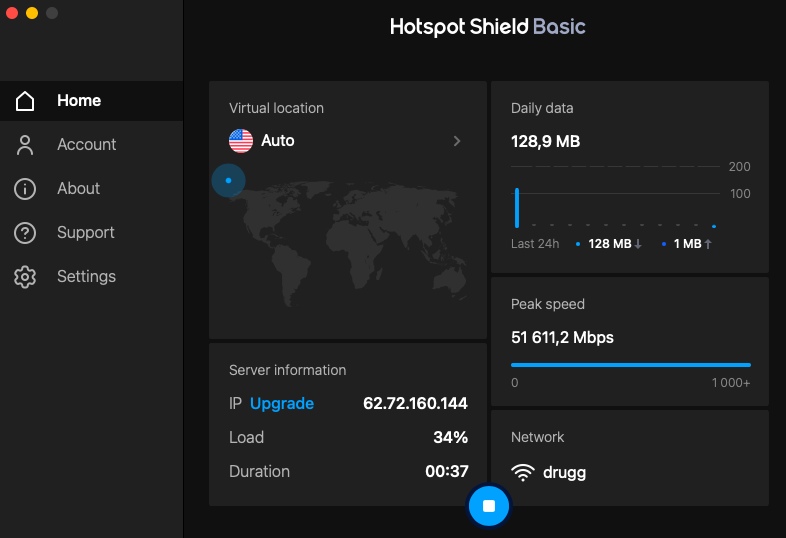 Hotspot Shield Basic
Home
Account
About
Support
Settings
Virtual location
Auto
Daily data
128,9 MB
200
100
Last 24h 128 MB 1 MB
Peak speed
51 611,2 Mbps
0 1 000+
Server information
IP Upgrade 62.72.160.144
Load 34%
Duration 00:37
Network
drugg